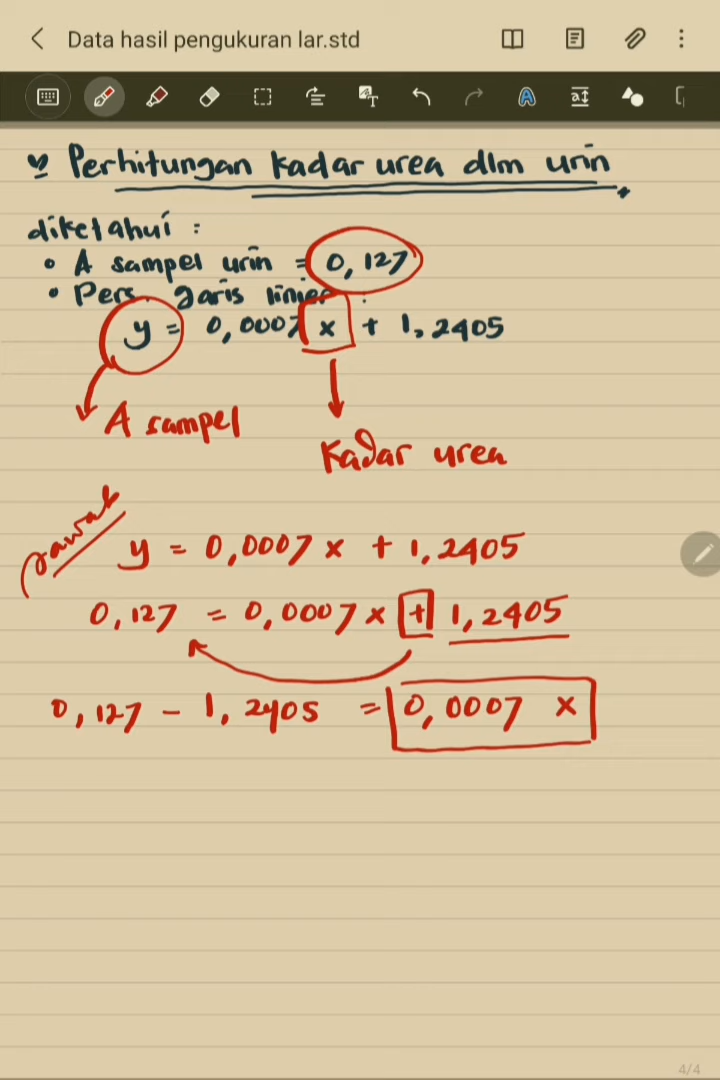 Data hasil pengukuran lar.std
Perhitungan kadar urea dlm urin
diketahui :
• A sampel urin = 0,127
• Pers. garis linier :
y = 0,0007 x + 1,2405
A sampel
Kadar urea
Jawab
y = 0,0007 x + 1,2405
0,127 = 0,0007 x + 1,2405
0,127 - 1,2405 = 0,0007 x
4/4